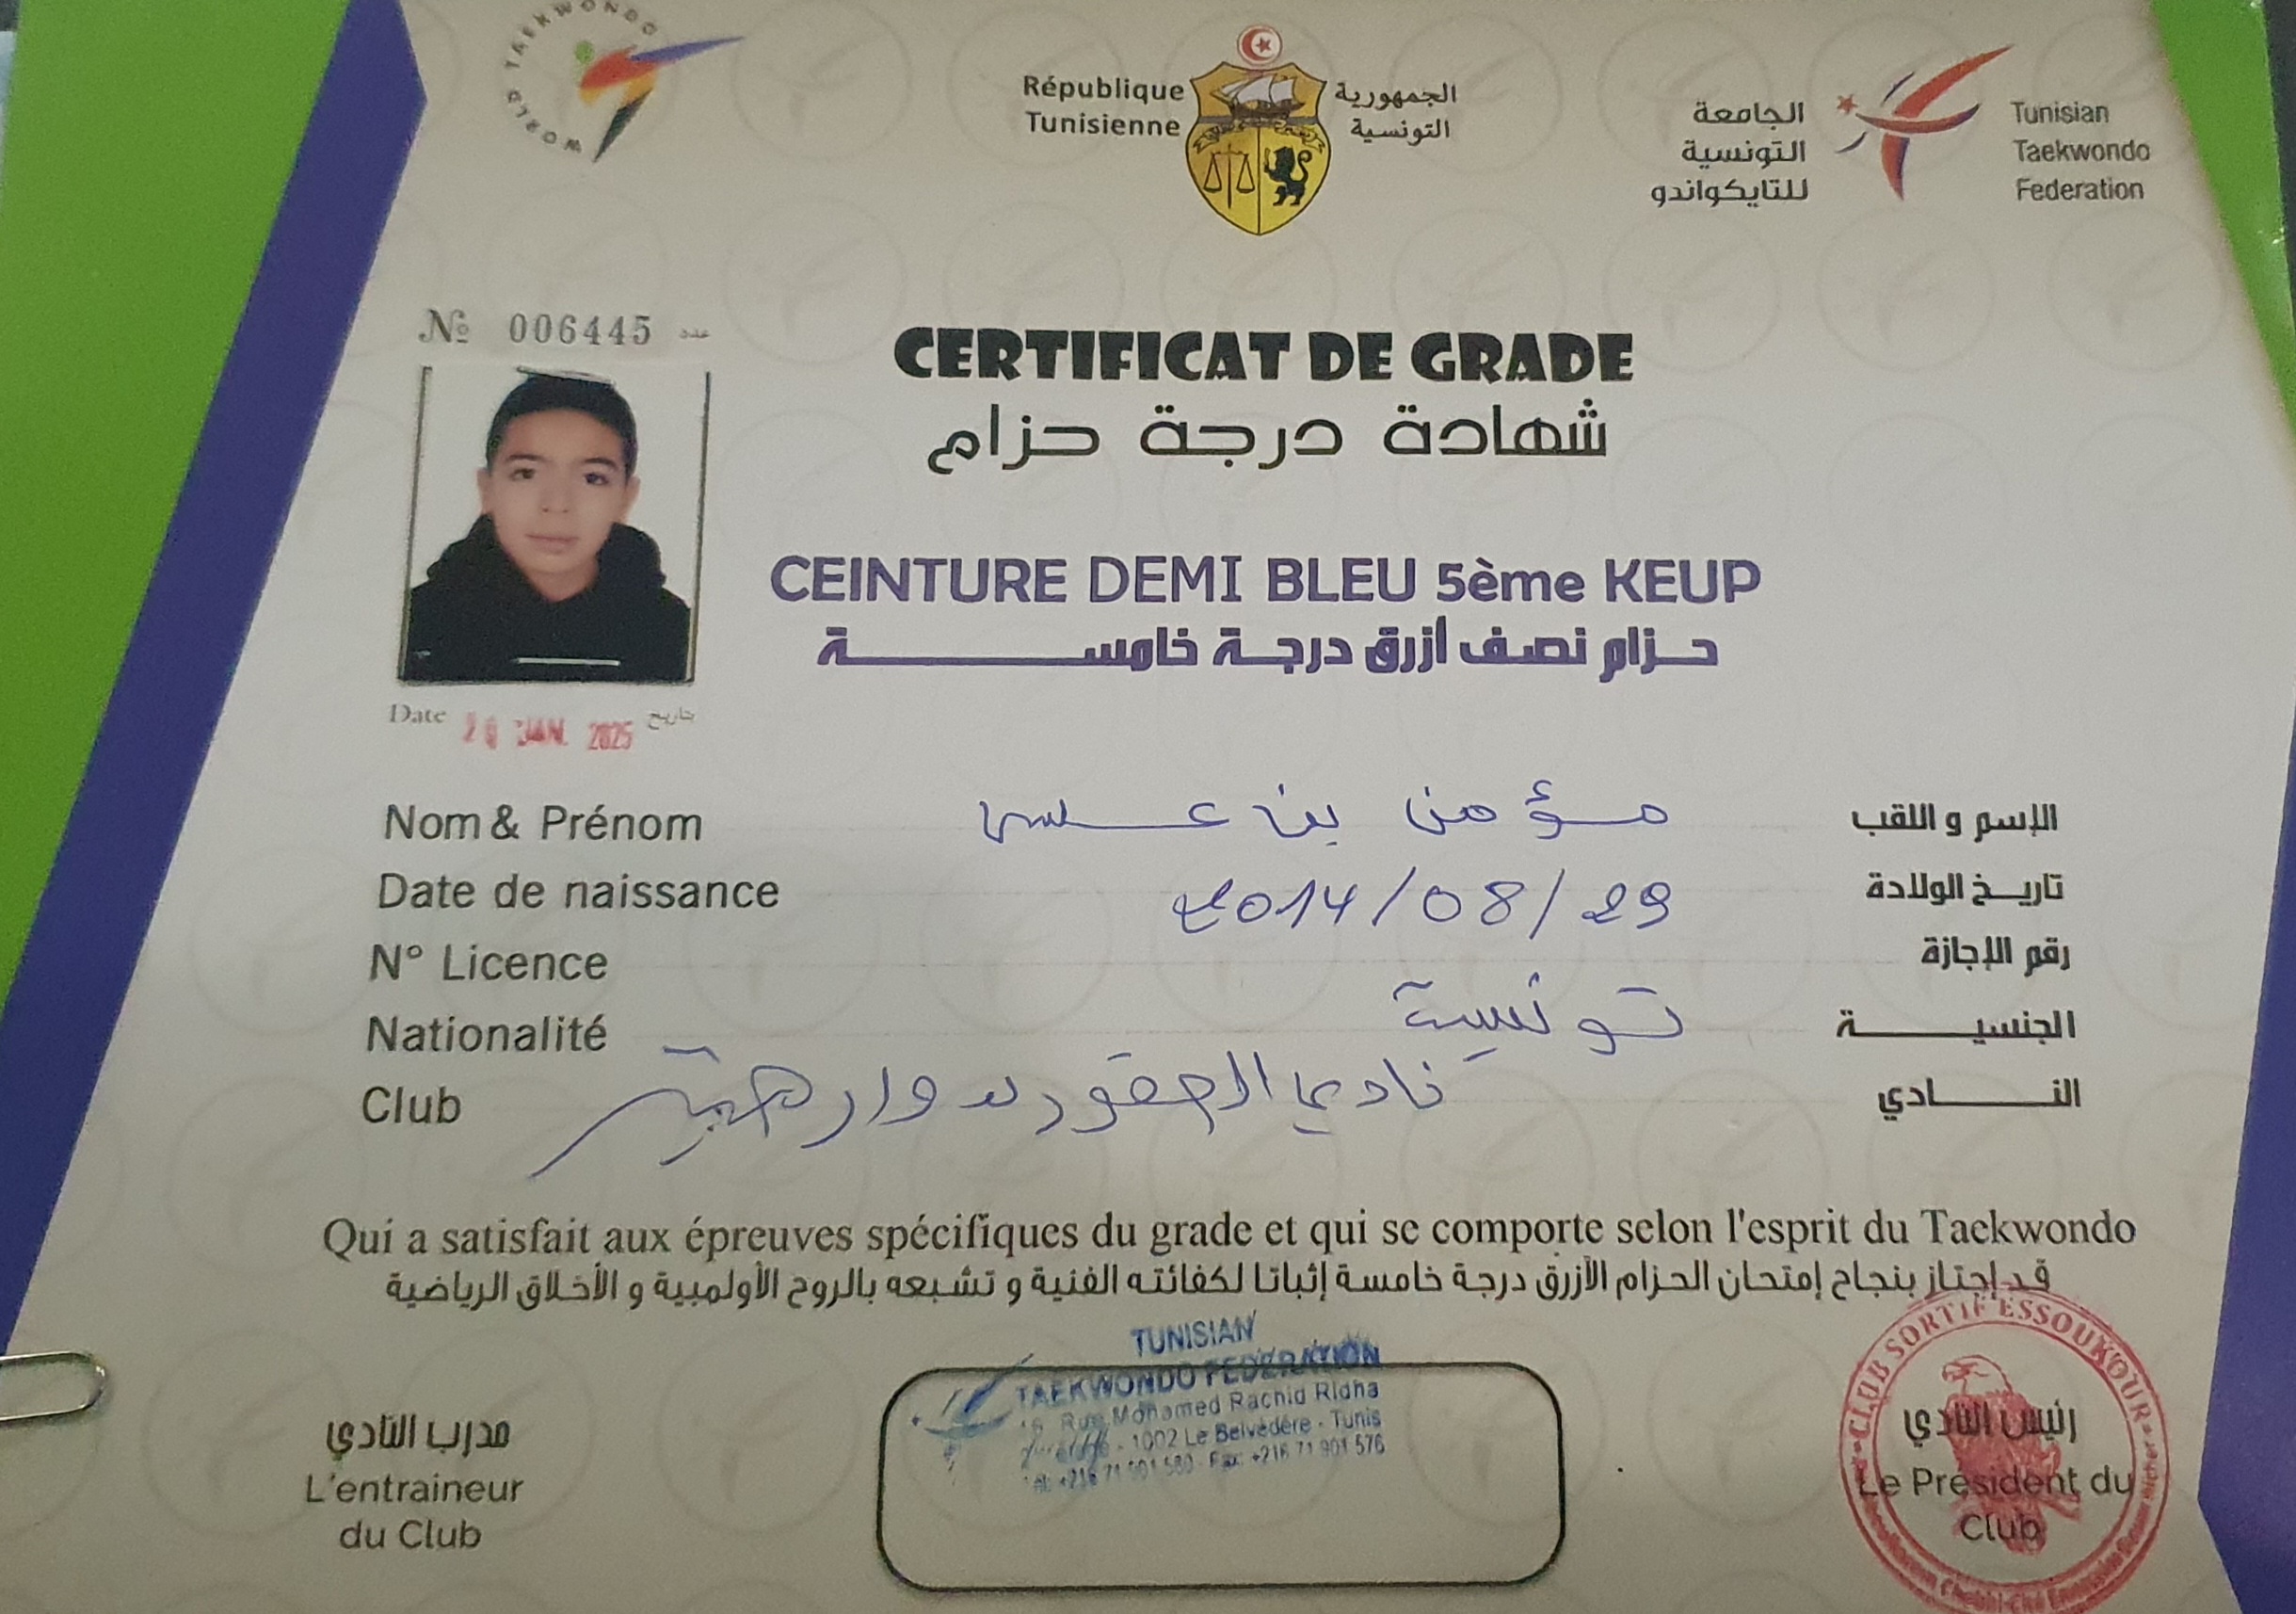 WORLD TAEKWONDO
République
Tunisienne
الجمهورية
التونسية
الجامعة
التونسية
للتايكواندو
Tunisian
Taekwondo
Federation
№ 006445 عدد
CERTIFICAT DE GRADE
شهادة درجة حزام
CEINTURE DEMI BLEU 5ème KEUP
حزام نصف أزرق درجة خامسة
Date JAN. 2025 تاريخ
Nom & Prénom مؤمن بن الإسم و اللقب
Date de naissance 2014/08/29 تاريخ الولادة
N° Licence رقم الإجازة
Nationalité تونسية الجنسية
Club نادي الصقور النادي
Qui a satisfait aux épreuves spécifiques du grade et qui se comporte selon l'esprit du Taekwondo
قد إجتاز بنجاح إمتحان الحزام الأزرق درجة خامسة إثباتا لكفائته الفنية و تشبعه بالروح الأولمبية و الأخلاق الرياضية
مدرب النادي
L'entraineur
du Club
TUNISIAN
TAEKWONDO FEDERATION
Rue Mohamed Rachid Ridha
- 1002 Le Belvédère - Tunis
Fax: +216 71 901 576
CLUB SORTIF ESSOUKOUR
رئيس النادي
Le Président du
Club